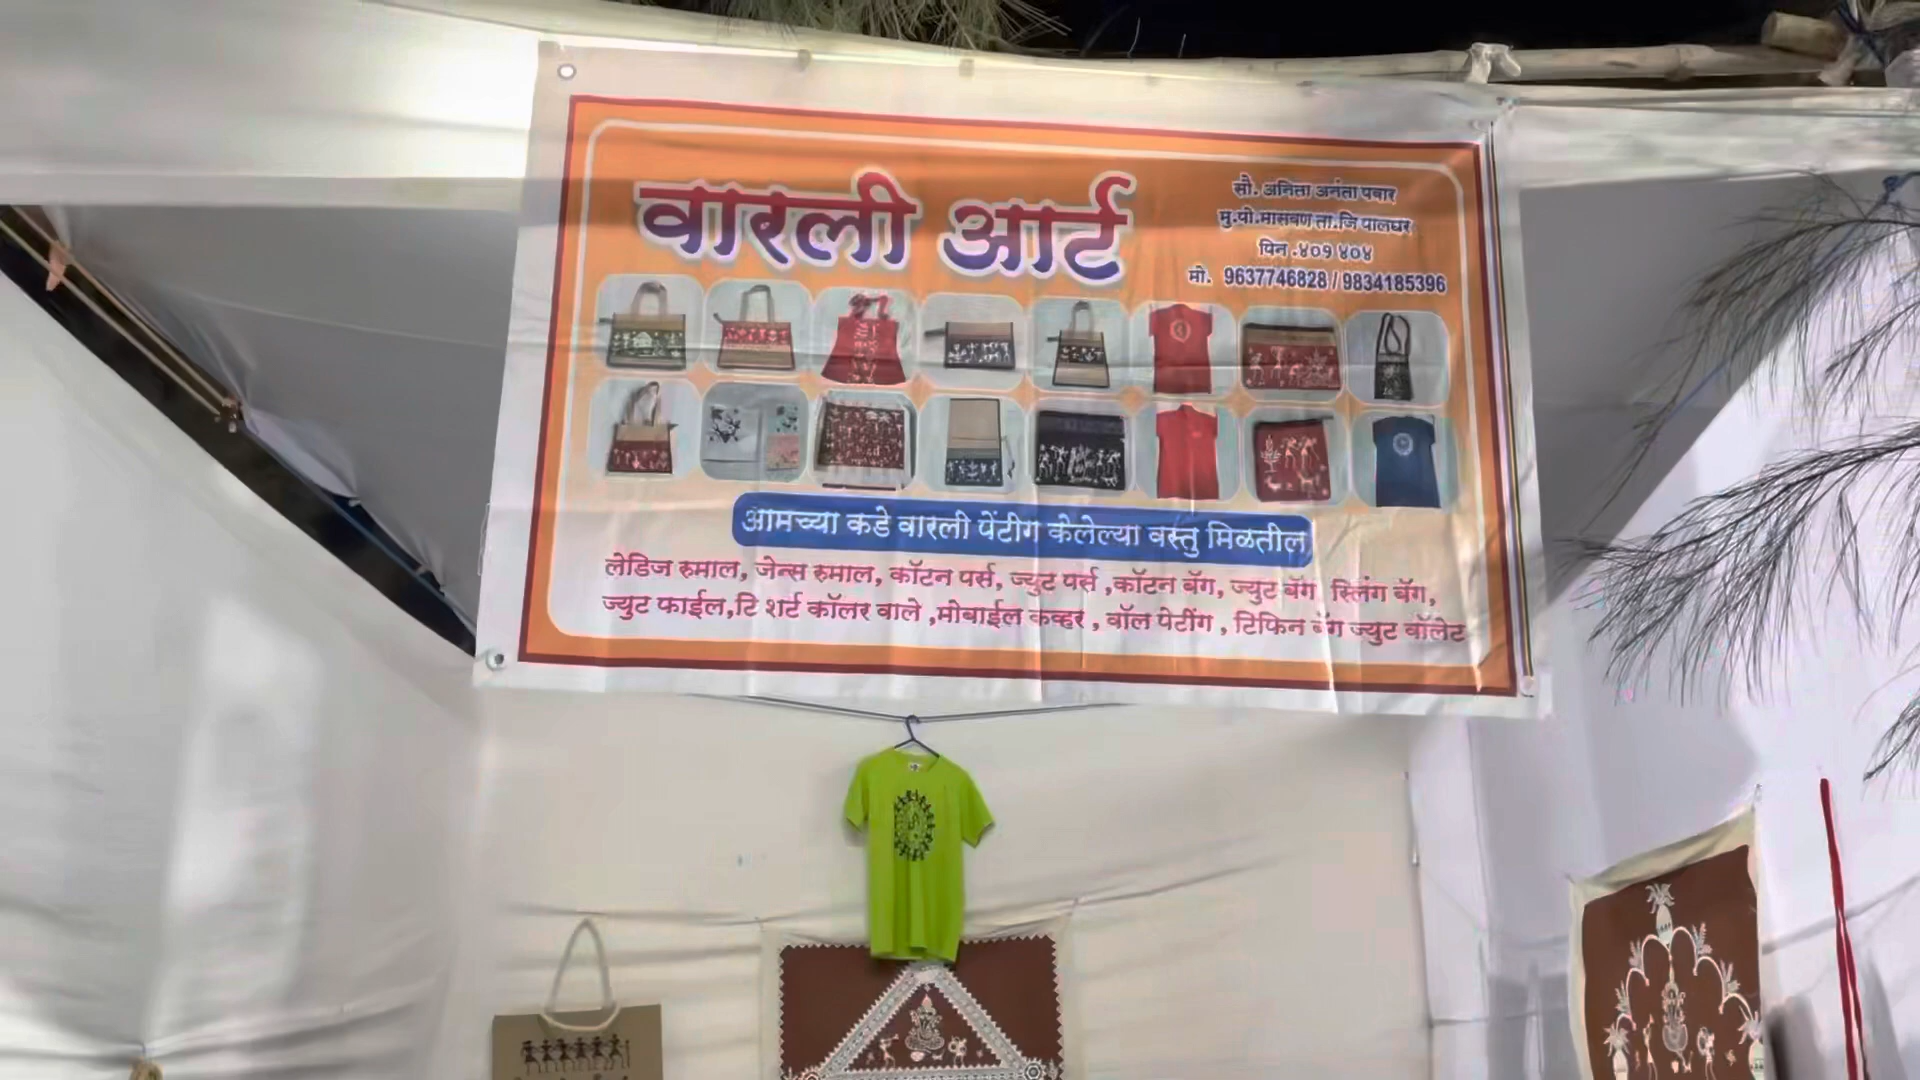 वारली आर्ट
सौ. अनिता अनंता पवार
मु.पो.मासवण ता.जि पालघर
पिन .४०१ ४०४
मो. 9637746828 / 9834185396
आमच्या कडे वारली पेंटीग केलेल्या वस्तु मिळतील
लेडिज रुमाल, जेन्स रुमाल, कॉटन पर्स, ज्युट पर्स ,कॉटन बॅग, ज्युट बॅग स्लिंग बॅग,
ज्युट फाईल,टि शर्ट कॉलर वाले ,मोबाईल कव्हर , वॉल पेटींग , टिफिन बॅग ज्युट वॉलेट